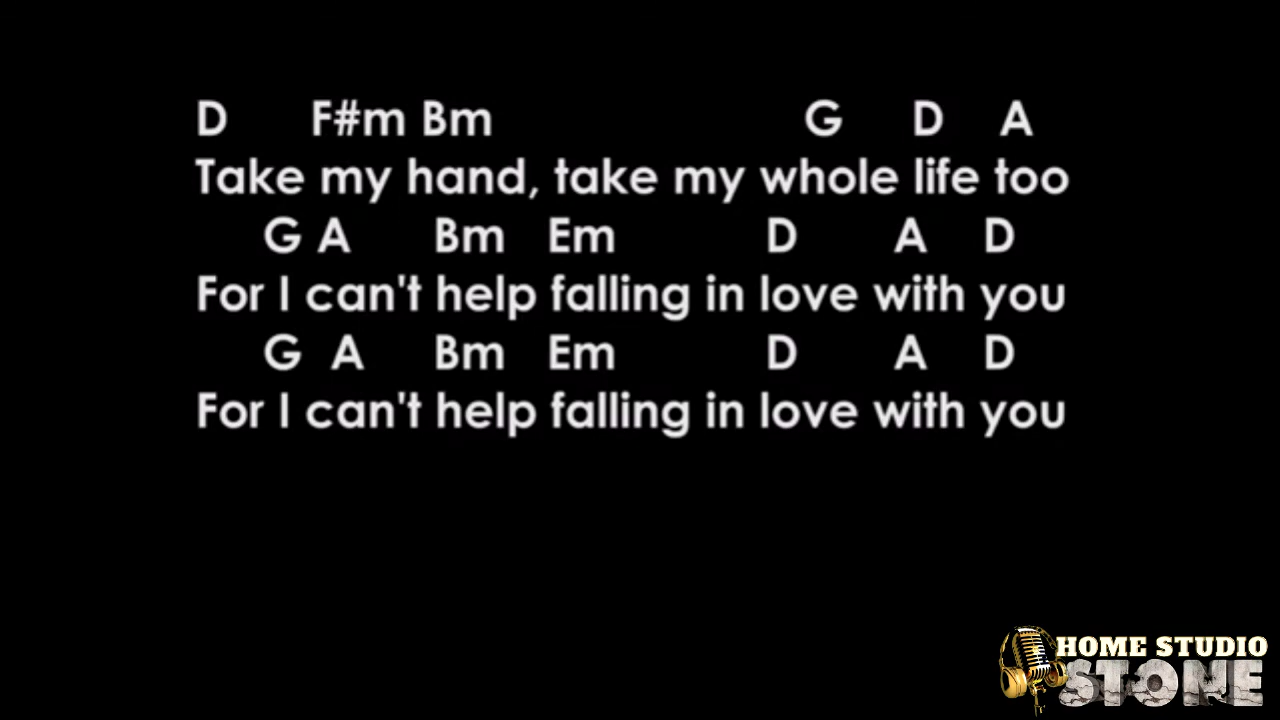 D F#m Bm G D A
Take my hand, take my whole life too
G A Bm Em D A D
For I can't help falling in love with you
G A Bm Em D A D
For I can't help falling in love with you
HOME STUDIO
STONE